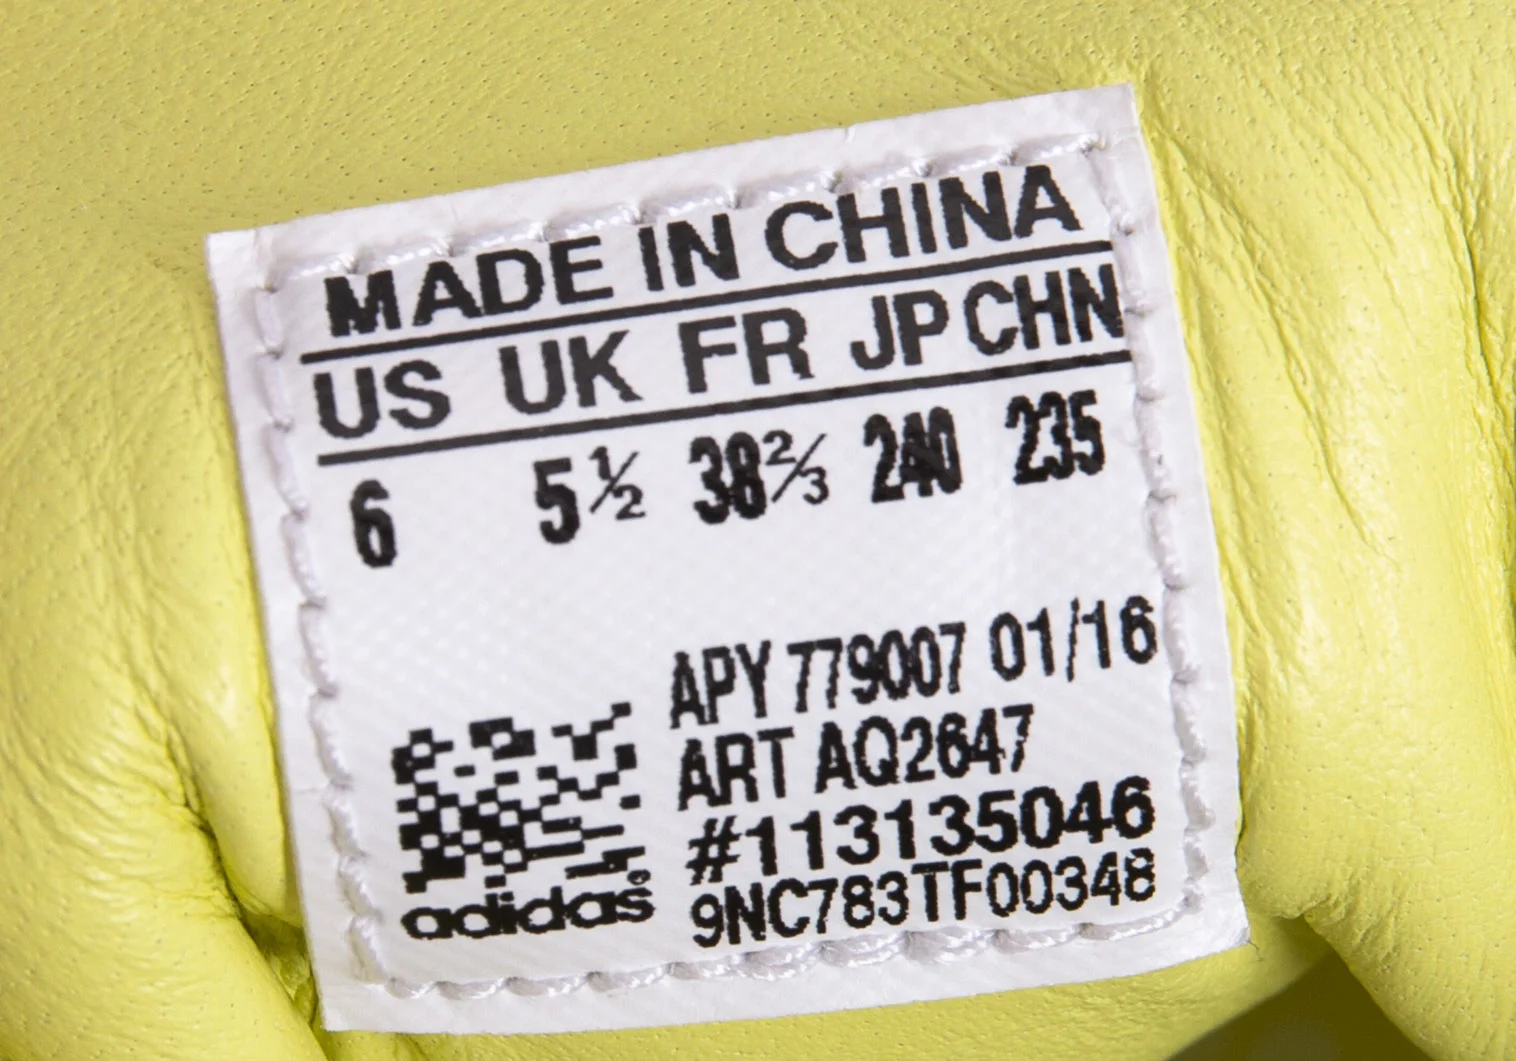 MADE IN CHINA
US UK FR JP CHN
6 5½ 38⅔ 240 235
APY 779007 01/16
ART AQ2647
#113135046
adidas® 9NC783TF00348